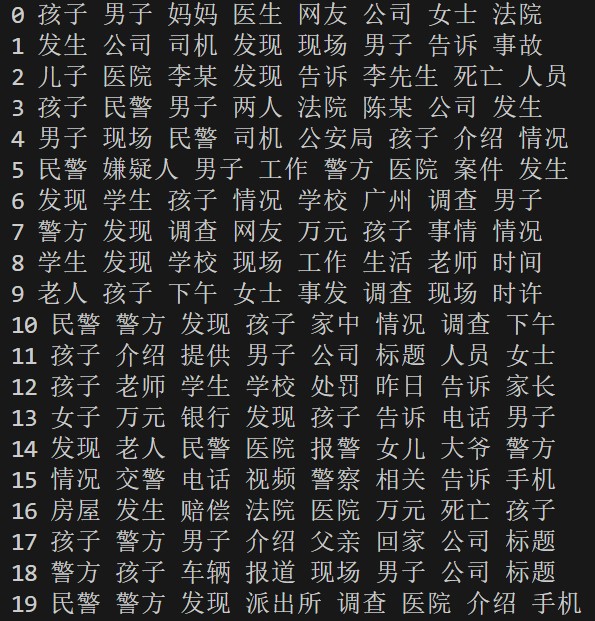 0 孩子 男子 妈妈 医生 网友 公司 女士 法院
1 发生 公司 司机 发现 现场 男子 告诉 事故
2 儿子 医院 李某 发现 告诉 李先生 死亡 人员
3 孩子 民警 男子 两人 法院 陈某 公司 发生
4 男子 现场 民警 司机 公安局 孩子 介绍 情况
5 民警 嫌疑人 男子 工作 警方 医院 案件 发生
6 发现 学生 孩子 情况 学校 广州 调查 男子
7 警方 发现 调查 网友 万元 孩子 事情 情况
8 学生 发现 学校 现场 工作 生活 老师 时间
9 老人 孩子 下午 女士 事发 调查 现场 时许
10 民警 警方 发现 孩子 家中 情况 调查 下午
11 孩子 介绍 提供 男子 公司 标题 人员 女士
12 孩子 老师 学生 学校 处罚 昨日 告诉 家长
13 女子 万元 银行 发现 孩子 告诉 电话 男子
14 发现 老人 民警 医院 报警 女儿 大爷 警方
15 情况 交警 电话 视频 警察 相关 告诉 手机
16 房屋 发生 赔偿 法院 医院 万元 死亡 孩子
17 孩子 警方 男子 介绍 父亲 回家 公司 标题
18 警方 孩子 车辆 报道 现场 男子 公司 标题
19 民警 警方 发现 派出所 调查 医院 介绍 手机